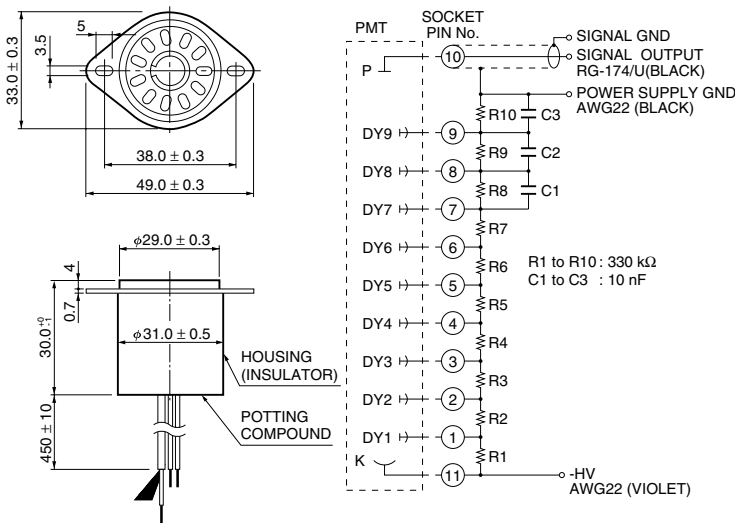 5
3.5
33.0 ± 0.3
38.0 ± 0.3
49.0 ± 0.3
φ29.0 ± 0.3
4
0.7
30.0 +0 -1
φ31.0 ± 0.5
450 ± 10
HOUSING
(INSULATOR)
POTTING
COMPOUND
PMT
SOCKET
PIN No.
P
10
SIGNAL GND
SIGNAL OUTPUT
RG-174/U(BLACK)
POWER SUPPLY GND
AWG22 (BLACK)
R10
C3
DY9
9
R9
C2
DY8
8
R8
C1
DY7
7
R7
DY6
6
R6
DY5
5
R5
DY4
4
R4
DY3
3
R3
DY2
2
R2
DY1
1
R1
K
11
-HV
AWG22 (VIOLET)
R1 to R10 : 330 kΩ
C1 to C3 : 10 nF